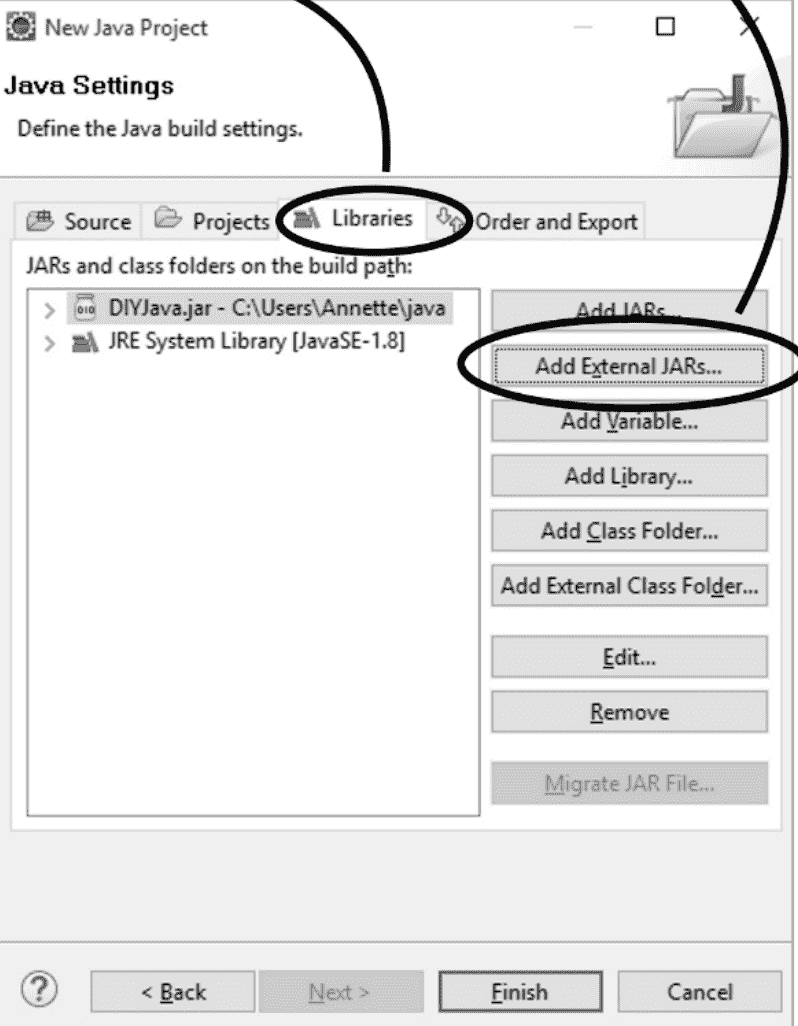 New Java Project
Java Settings
Define the Java build settings.
Source Projects Libraries Order and Export
JARs and class folders on the build path:
DIYJava.jar - C:\Users\Annette\java
JRE System Library [JavaSE-1.8]
Add JARs...
Add External JARs...
Add Variable...
Add Library...
Add Class Folder...
Add External Class Folder...
Edit...
Remove
Migrate JAR File...
? < Back Next > Finish Cancel